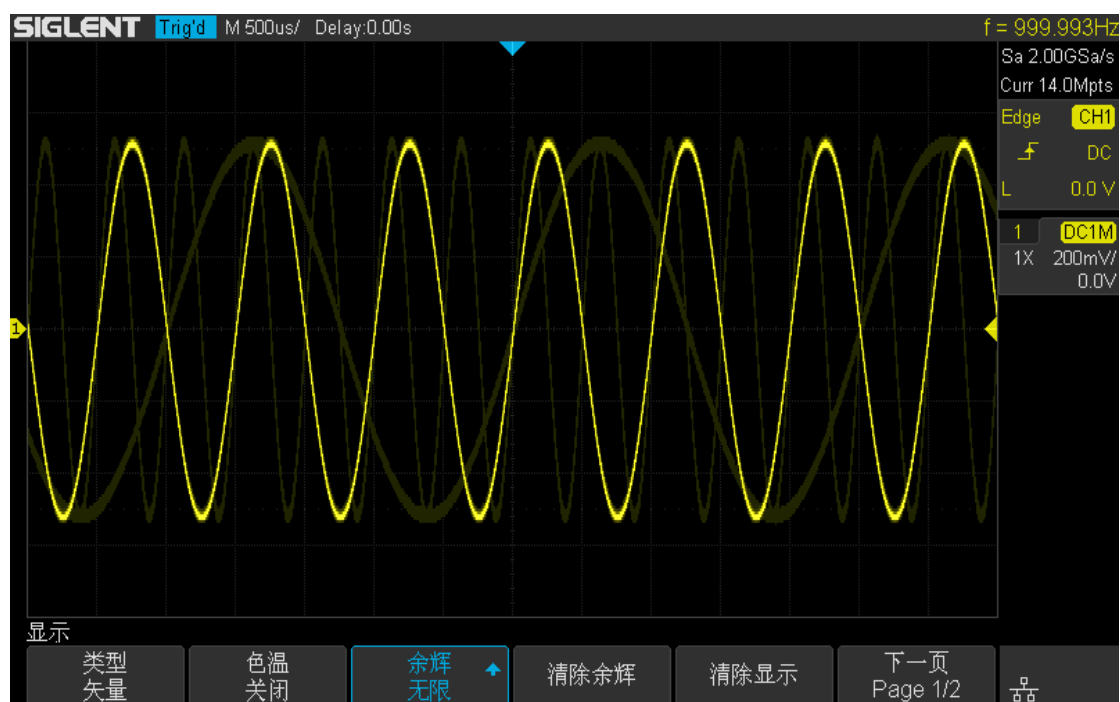 SIGLENT Trig'd M 500us/ Delay:0.00s f = 999.993Hz
Sa 2.00GSa/s
Curr 14.0Mpts
Edge CH1
DC
L 0.0 V
1 DC1M
1X 200mV/
0.0V
1
显示
类型 色温 余辉 清除余辉 清除显示 下一页
矢量 关闭 无限 Page 1/2